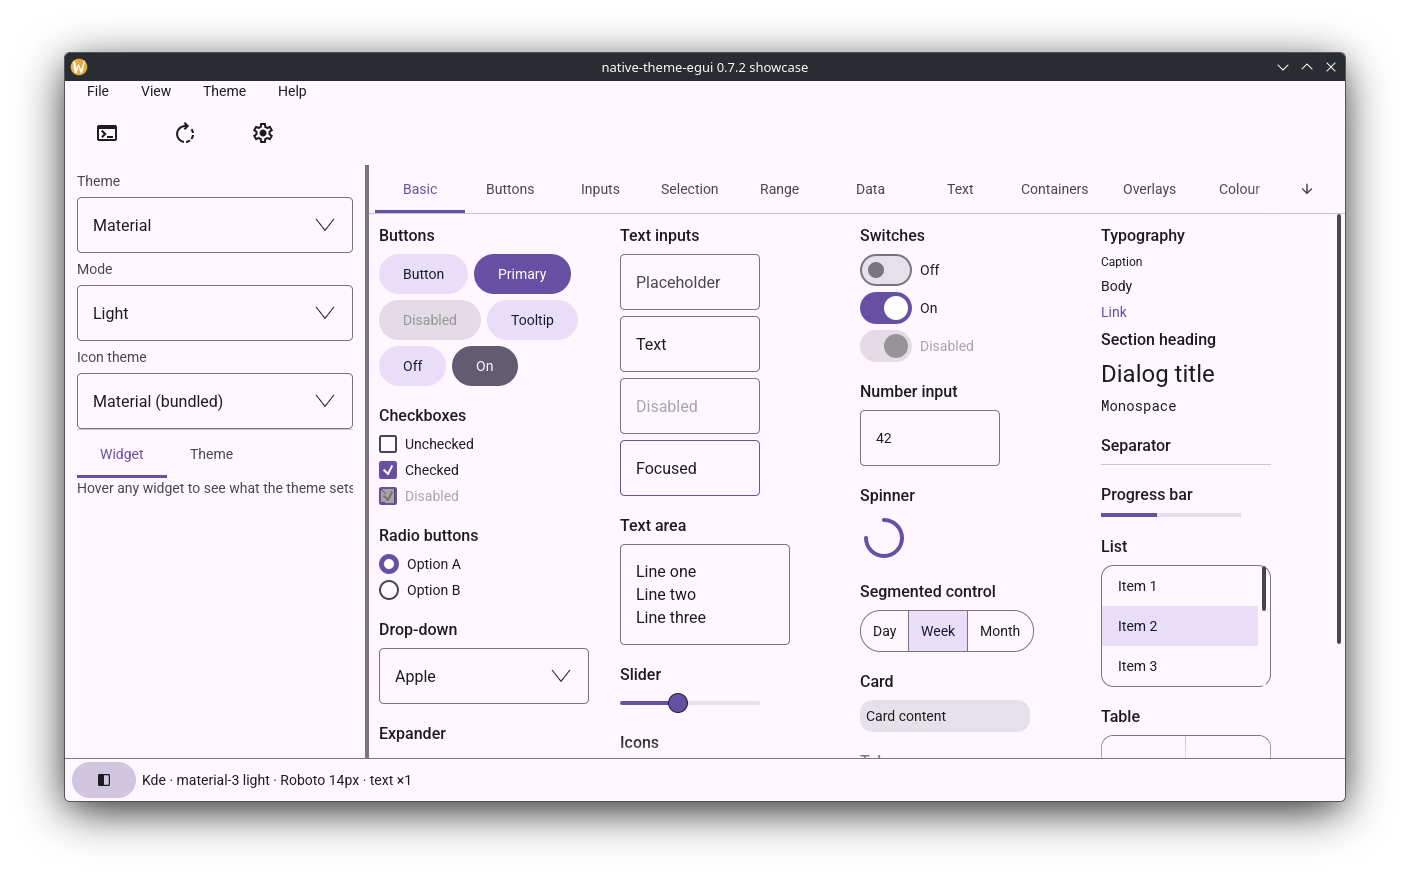 native-theme-egui 0.7.2 showcase
File View Theme Help
Theme
Material
Mode
Light
Icon theme
Material (bundled)
Widget Theme
Hover any widget to see what the theme sets
Basic Buttons Inputs Selection Range Data Text Containers Overlays Colour
Buttons
Button Primary
Disabled Tooltip
Off On
Checkboxes
Unchecked
Checked
Disabled
Radio buttons
Option A
Option B
Drop-down
Apple
Expander
Text inputs
Placeholder
Text
Disabled
Focused
Text area
Line one
Line two
Line three
Slider
Icons
Switches
Off
On
Disabled
Number input
42
Spinner
Segmented control
Day Week Month
Card
Card content
Typography
Caption
Body
Link
Section heading
Dialog title
Monospace
Separator
Progress bar
List
Item 1
Item 2
Item 3
Table
Kde · material-3 light · Roboto 14px · text ×1